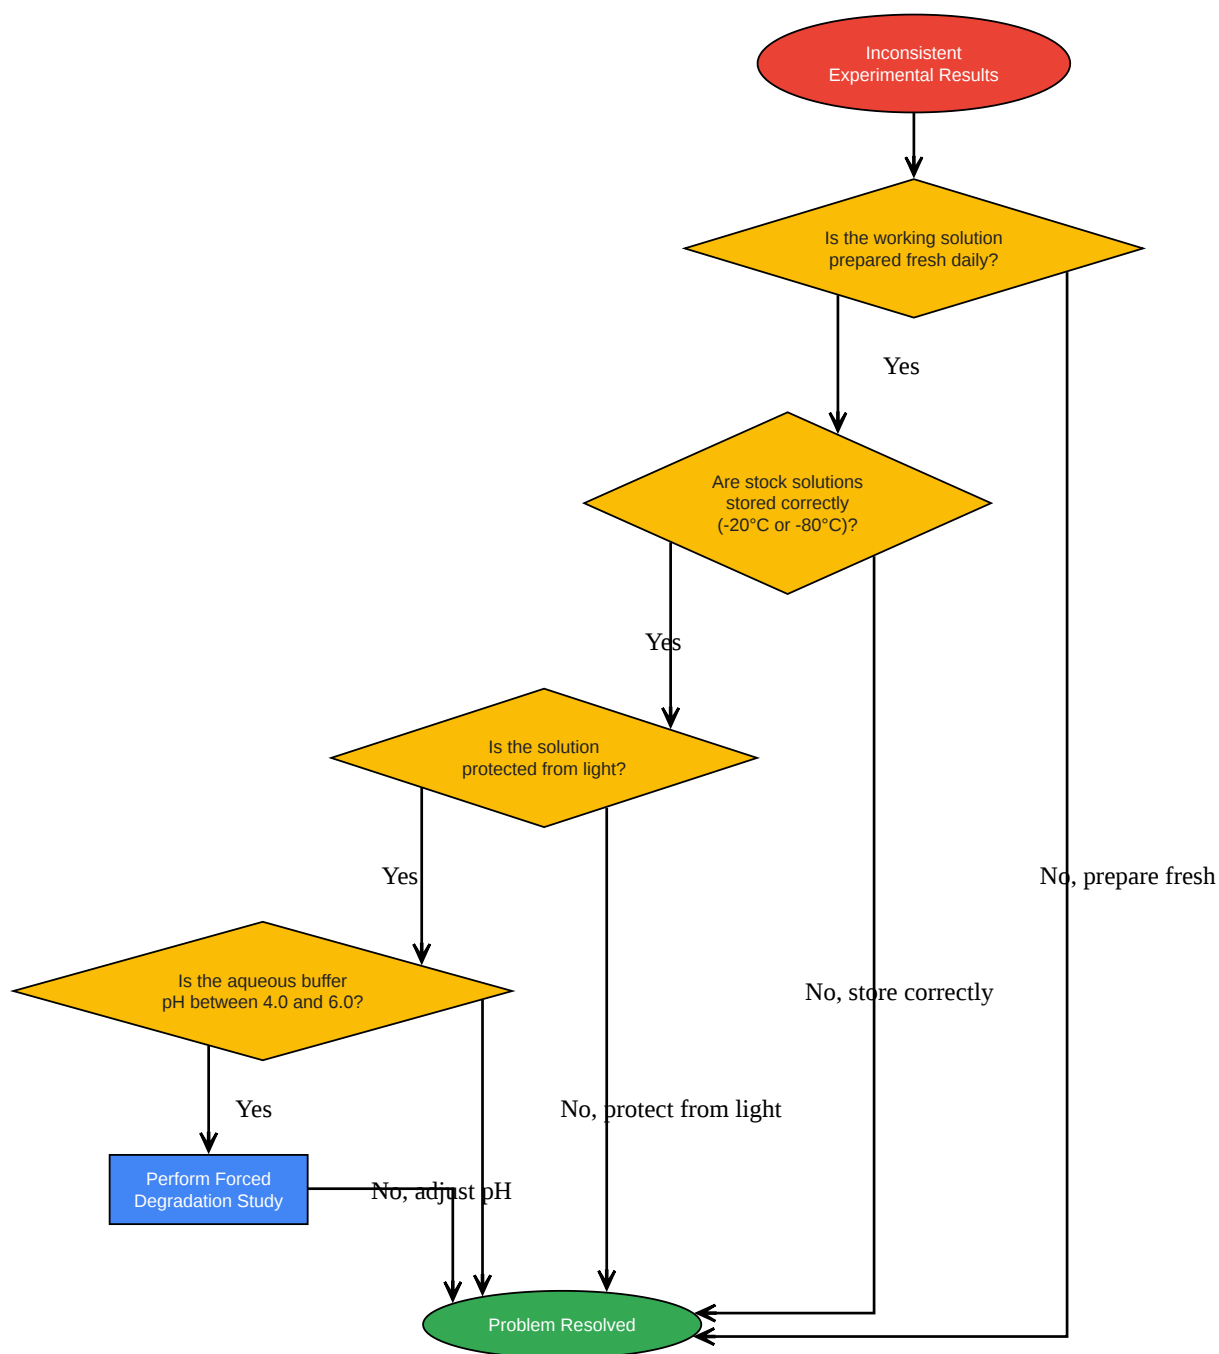 Inconsistent
Experimental Results
Is the working solution
prepared fresh daily?
Yes
Are stock solutions
stored correctly
(-20°C or -80°C)?
Yes
Is the solution
protected from light?
Yes
No, prepare fresh
Is the aqueous buffer
pH between 4.0 and 6.0?
No, store correctly
Yes
No, protect from light
Perform Forced
Degradation Study
No, adjust pH
Problem Resolved